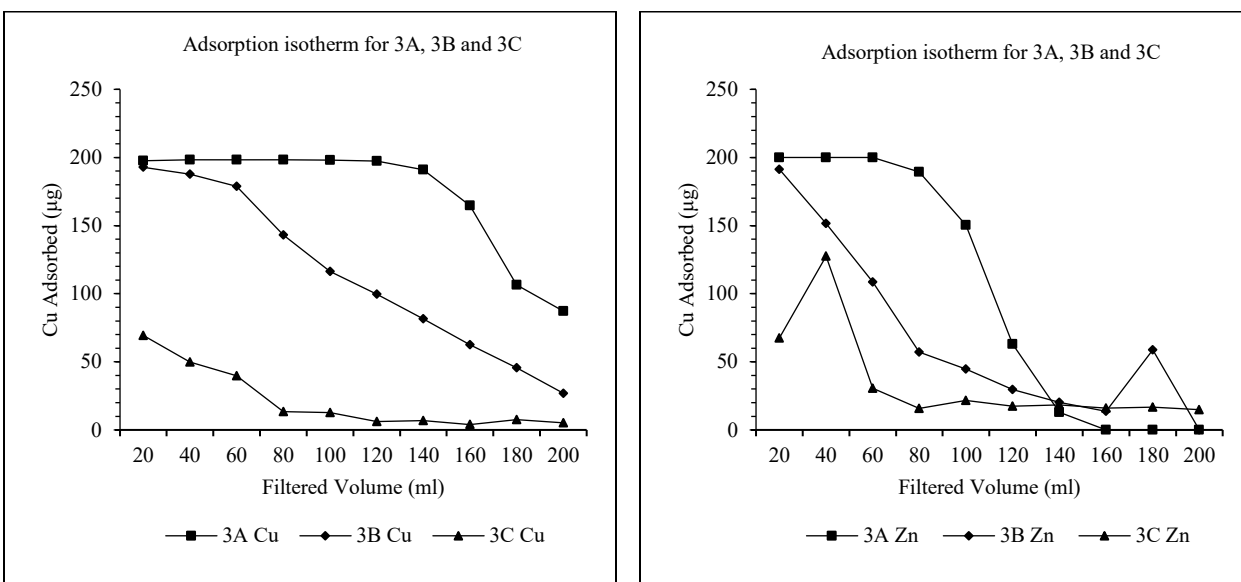 Adsorption isotherm for 3A, 3B and 3C
250
200
150
100
50
0
Cu Adsorbed (µg)
20 40 60 80 100 120 140 160 180 200
Filtered Volume (ml)
3A Cu 3B Cu 3C Cu
Adsorption isotherm for 3A, 3B and 3C
250
200
150
100
50
0
Cu Adsorbed (µg)
20 40 60 80 100 120 140 160 180 200
Filtered Volume (ml)
3A Zn 3B Zn 3C Zn